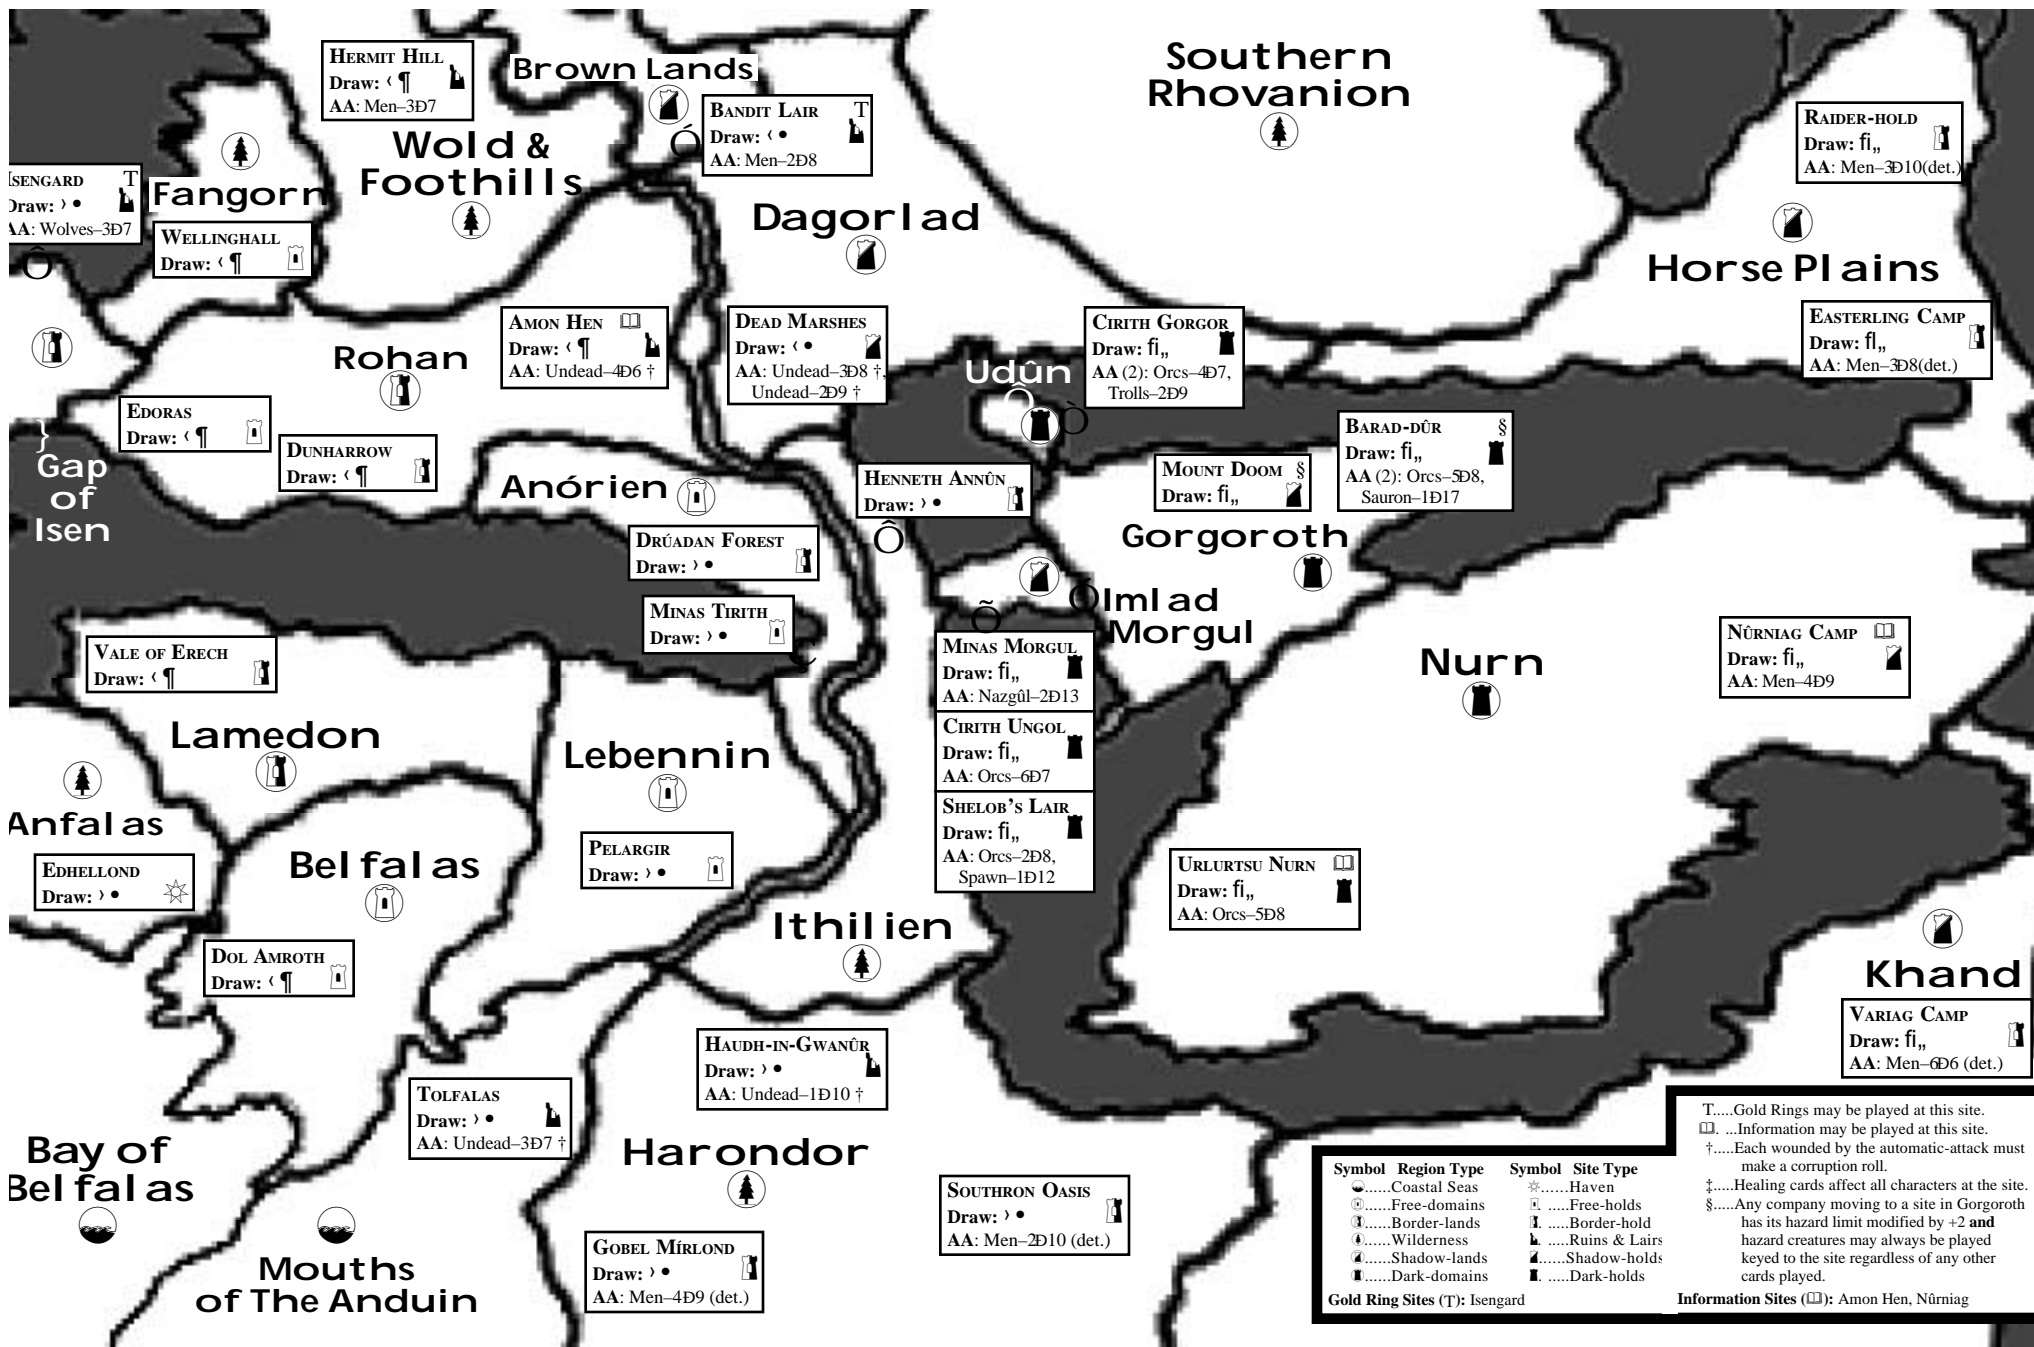 HERMIT HILL
Draw: ‹ ¶
AA: Men–3Ð7
Brown Lands
Southern
Rhovanion
BANDIT LAIR T
Draw: ‹ •
AA: Men–2Ð8
Ó
RAIDER-HOLD
Draw: fi„
AA: Men–3Ð10(det.)
Wold &
Foothills
Fangorn
ISENGARD T
Draw: › •
AA: Wolves–3Ð7
Ô
WELLINGHALL
Draw: ‹ ¶
Dagorlad
Horse Plains
AMON HEN
Draw: ‹ ¶
AA: Undead–4Ð6 †
DEAD MARSHES
Draw: ‹ •
AA: Undead–3Ð8 †,
Undead–2Ð9 †
CIRITH GORGOR
Draw: fi„
AA (2): Orcs–4Ð7,
Trolls–2Ð9
EASTERLING CAMP
Draw: fl„
AA: Men–3Ð8(det.)
Rohan
Udûn
Ô
Ò
EDORAS
Draw: ‹ ¶
DUNHARROW
Draw: ‹ ¶
}
Gap
of
Isen
Anórien
HENNETH ANNÛN
Draw: › •
Ô
MOUNT DOOM §
Draw: fi„
BARAD-DÛR §
Draw: fi„
AA (2): Orcs–5Ð8,
Sauron–1Ð17
Gorgoroth
DRÚADAN FOREST
Draw: › •
MINAS TIRITH
Draw: › •
Ó
Imlad
Morgul
Õ
MINAS MORGUL
Draw: fi„
AA: Nazgûl–2Ð13
CIRITH UNGOL
Draw: fi„
AA: Orcs–6Ð7
SHELOB'S LAIR
Draw: fi„
AA: Orcs–2Ð8,
Spawn–1Ð12
VALE OF ERECH
Draw: ‹ ¶
Nurn
NÛRNIAG CAMP
Draw: fi„
AA: Men–4Ð9
Lamedon
Lebennin
Anfalas
EDHELLOND
Draw: › •
Belfalas
PELARGIR
Draw: › •
URLURTSU NURN
Draw: fi„
AA: Orcs–5Ð8
Ithilien
DOL AMROTH
Draw: ‹ ¶
Khand
VARIAG CAMP
Draw: fi„
AA: Men–6Ð6 (det.)
HAUDH-IN-GWANÛR
Draw: › •
AA: Undead–1Ð10 †
TOLFALAS
Draw: › •
AA: Undead–3Ð7 †
Bay of
Belfalas
Harondor
SOUTHRON OASIS
Draw: › •
AA: Men–2Ð10 (det.)
GOBEL MÍRLOND
Draw: › •
AA: Men–4Ð9 (det.)
Mouths
of The Anduin
Symbol Region Type Symbol Site Type
......Coastal Seas ......Haven
......Free-domains .....Free-holds
......Border-lands .....Border-hold
......Wilderness .....Ruins & Lairs
......Shadow-lands ......Shadow-holds
......Dark-domains .....Dark-holds
Gold Ring Sites (T): Isengard
T.....Gold Rings may be played at this site.
. ...Information may be played at this site.
†.....Each wounded by the automatic-attack must
make a corruption roll.
‡.....Healing cards affect all characters at the site.
§.....Any company moving to a site in Gorgoroth
has its hazard limit modified by +2 and
hazard creatures may always be played
keyed to the site regardless of any other
cards played.
Information Sites ( ): Amon Hen, Nûrniag